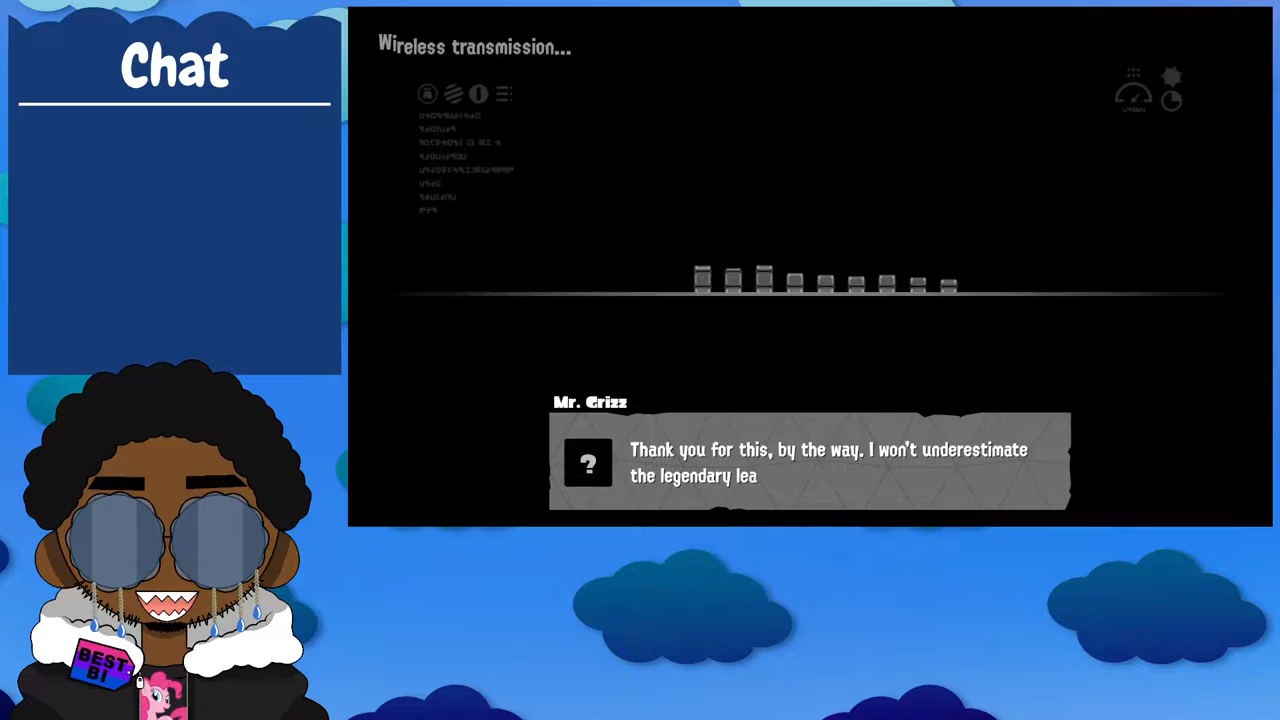 Chat
Wireless transmission...
Mr. Grizz
?
Thank you for this, by the way. I won't underestimate
the legendary lea
BEST
BI